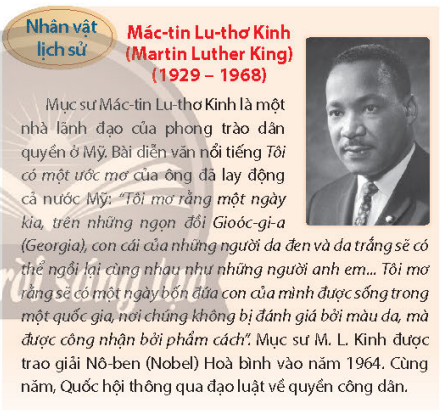 Nhân vật
lịch sử
Mác-tin Lu-thơ Kinh
(Martin Luther King)
(1929 – 1968)
Mục sư Mác-tin Lu-thơ Kinh là một
nhà lãnh đạo của phong trào dân
quyền ở Mỹ. Bài diễn văn nổi tiếng Tôi
có một ước mơ của ông đã lay động
cả nước Mỹ: “Tôi mơ rằng một ngày
kia, trên những ngọn đồi Gioóc-gi-a
(Georgia), con cái của những người da đen và da trắng sẽ có
thể ngồi lại cùng nhau như những người anh em... Tôi mơ
rằng sẽ có một ngày bốn đứa con của mình được sống trong
một quốc gia, nơi chúng không bị đánh giá bởi màu da, mà
được công nhận bởi phẩm cách”. Mục sư M. L. Kinh được
trao giải Nô-ben (Nobel) Hoà bình vào năm 1964. Cùng
năm, Quốc hội thông qua đạo luật về quyền công dân.